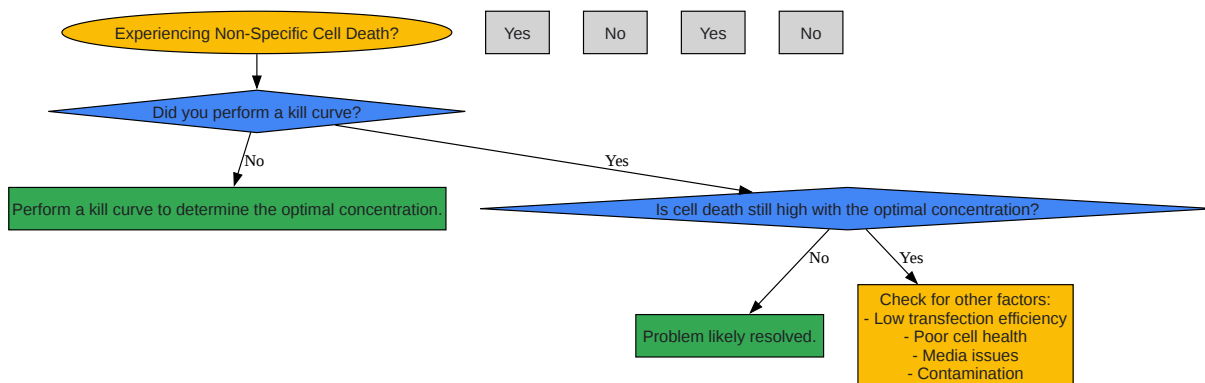 Experiencing Non-Specific Cell Death?
Yes
No
Yes
No
Did you perform a kill curve?
No
Yes
Perform a kill curve to determine the optimal concentration.
Is cell death still high with the optimal concentration?
No
Yes
Problem likely resolved.
Check for other factors:
- Low transfection efficiency
- Poor cell health
- Media issues
- Contamination